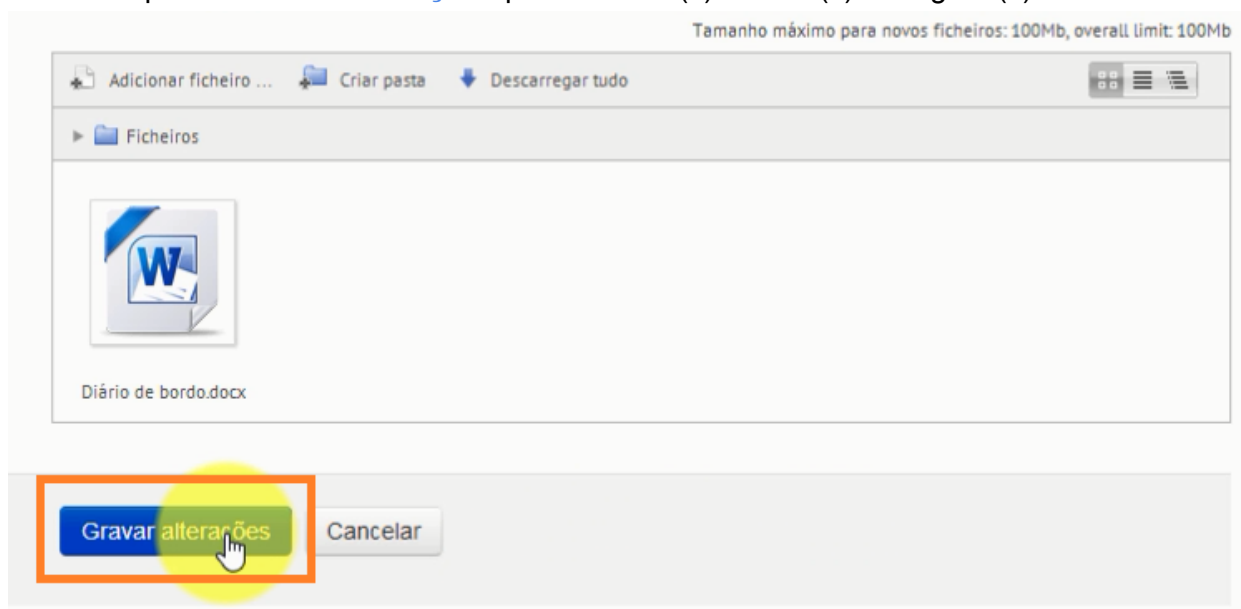 Tamanho máximo para novos ficheiros: 100Mb, overall limit: 100Mb
Adicionar ficheiro ... Criar pasta Descarregar tudo
Ficheiros
W
Diário de bordo.docx
Gravar alterações Cancelar